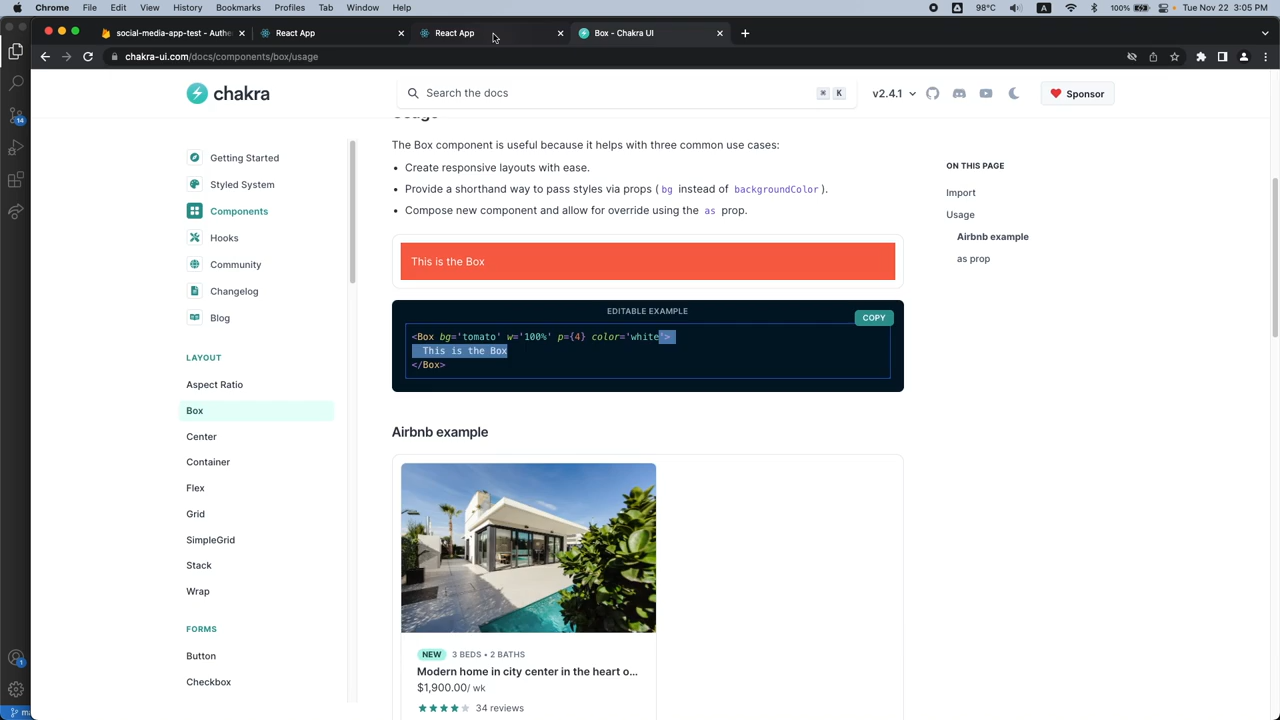 Chrome File Edit View History Bookmarks Profiles Tab Window Help A 98°C A 100% Tue Nov 22 3:05 PM
social-media-app-test - Authe React App React App Box - Chakra UI
chakra-ui.com/docs/components/box/usage
chakra
Search the docs
⌘ K
v2.4.1
Sponsor
14
1
Getting Started
Styled System
Components
Hooks
Community
Changelog
Blog
LAYOUT
Aspect Ratio
Box
Center
Container
Flex
Grid
SimpleGrid
Stack
Wrap
FORMS
Button
Checkbox
Usage
The Box component is useful because it helps with three common use cases:
• Create responsive layouts with ease.
• Provide a shorthand way to pass styles via props ( bg instead of backgroundColor ).
• Compose new component and allow for override using the as prop.
This is the Box
EDITABLE EXAMPLE
COPY
<Box bg='tomato' w='100%' p={4} color='white'>
This is the Box
</Box>
Airbnb example
NEW 3 BEDS • 2 BATHS
Modern home in city center in the heart o...
$1,900.00/ wk
34 reviews
ON THIS PAGE
Import
Usage
Airbnb example
as prop